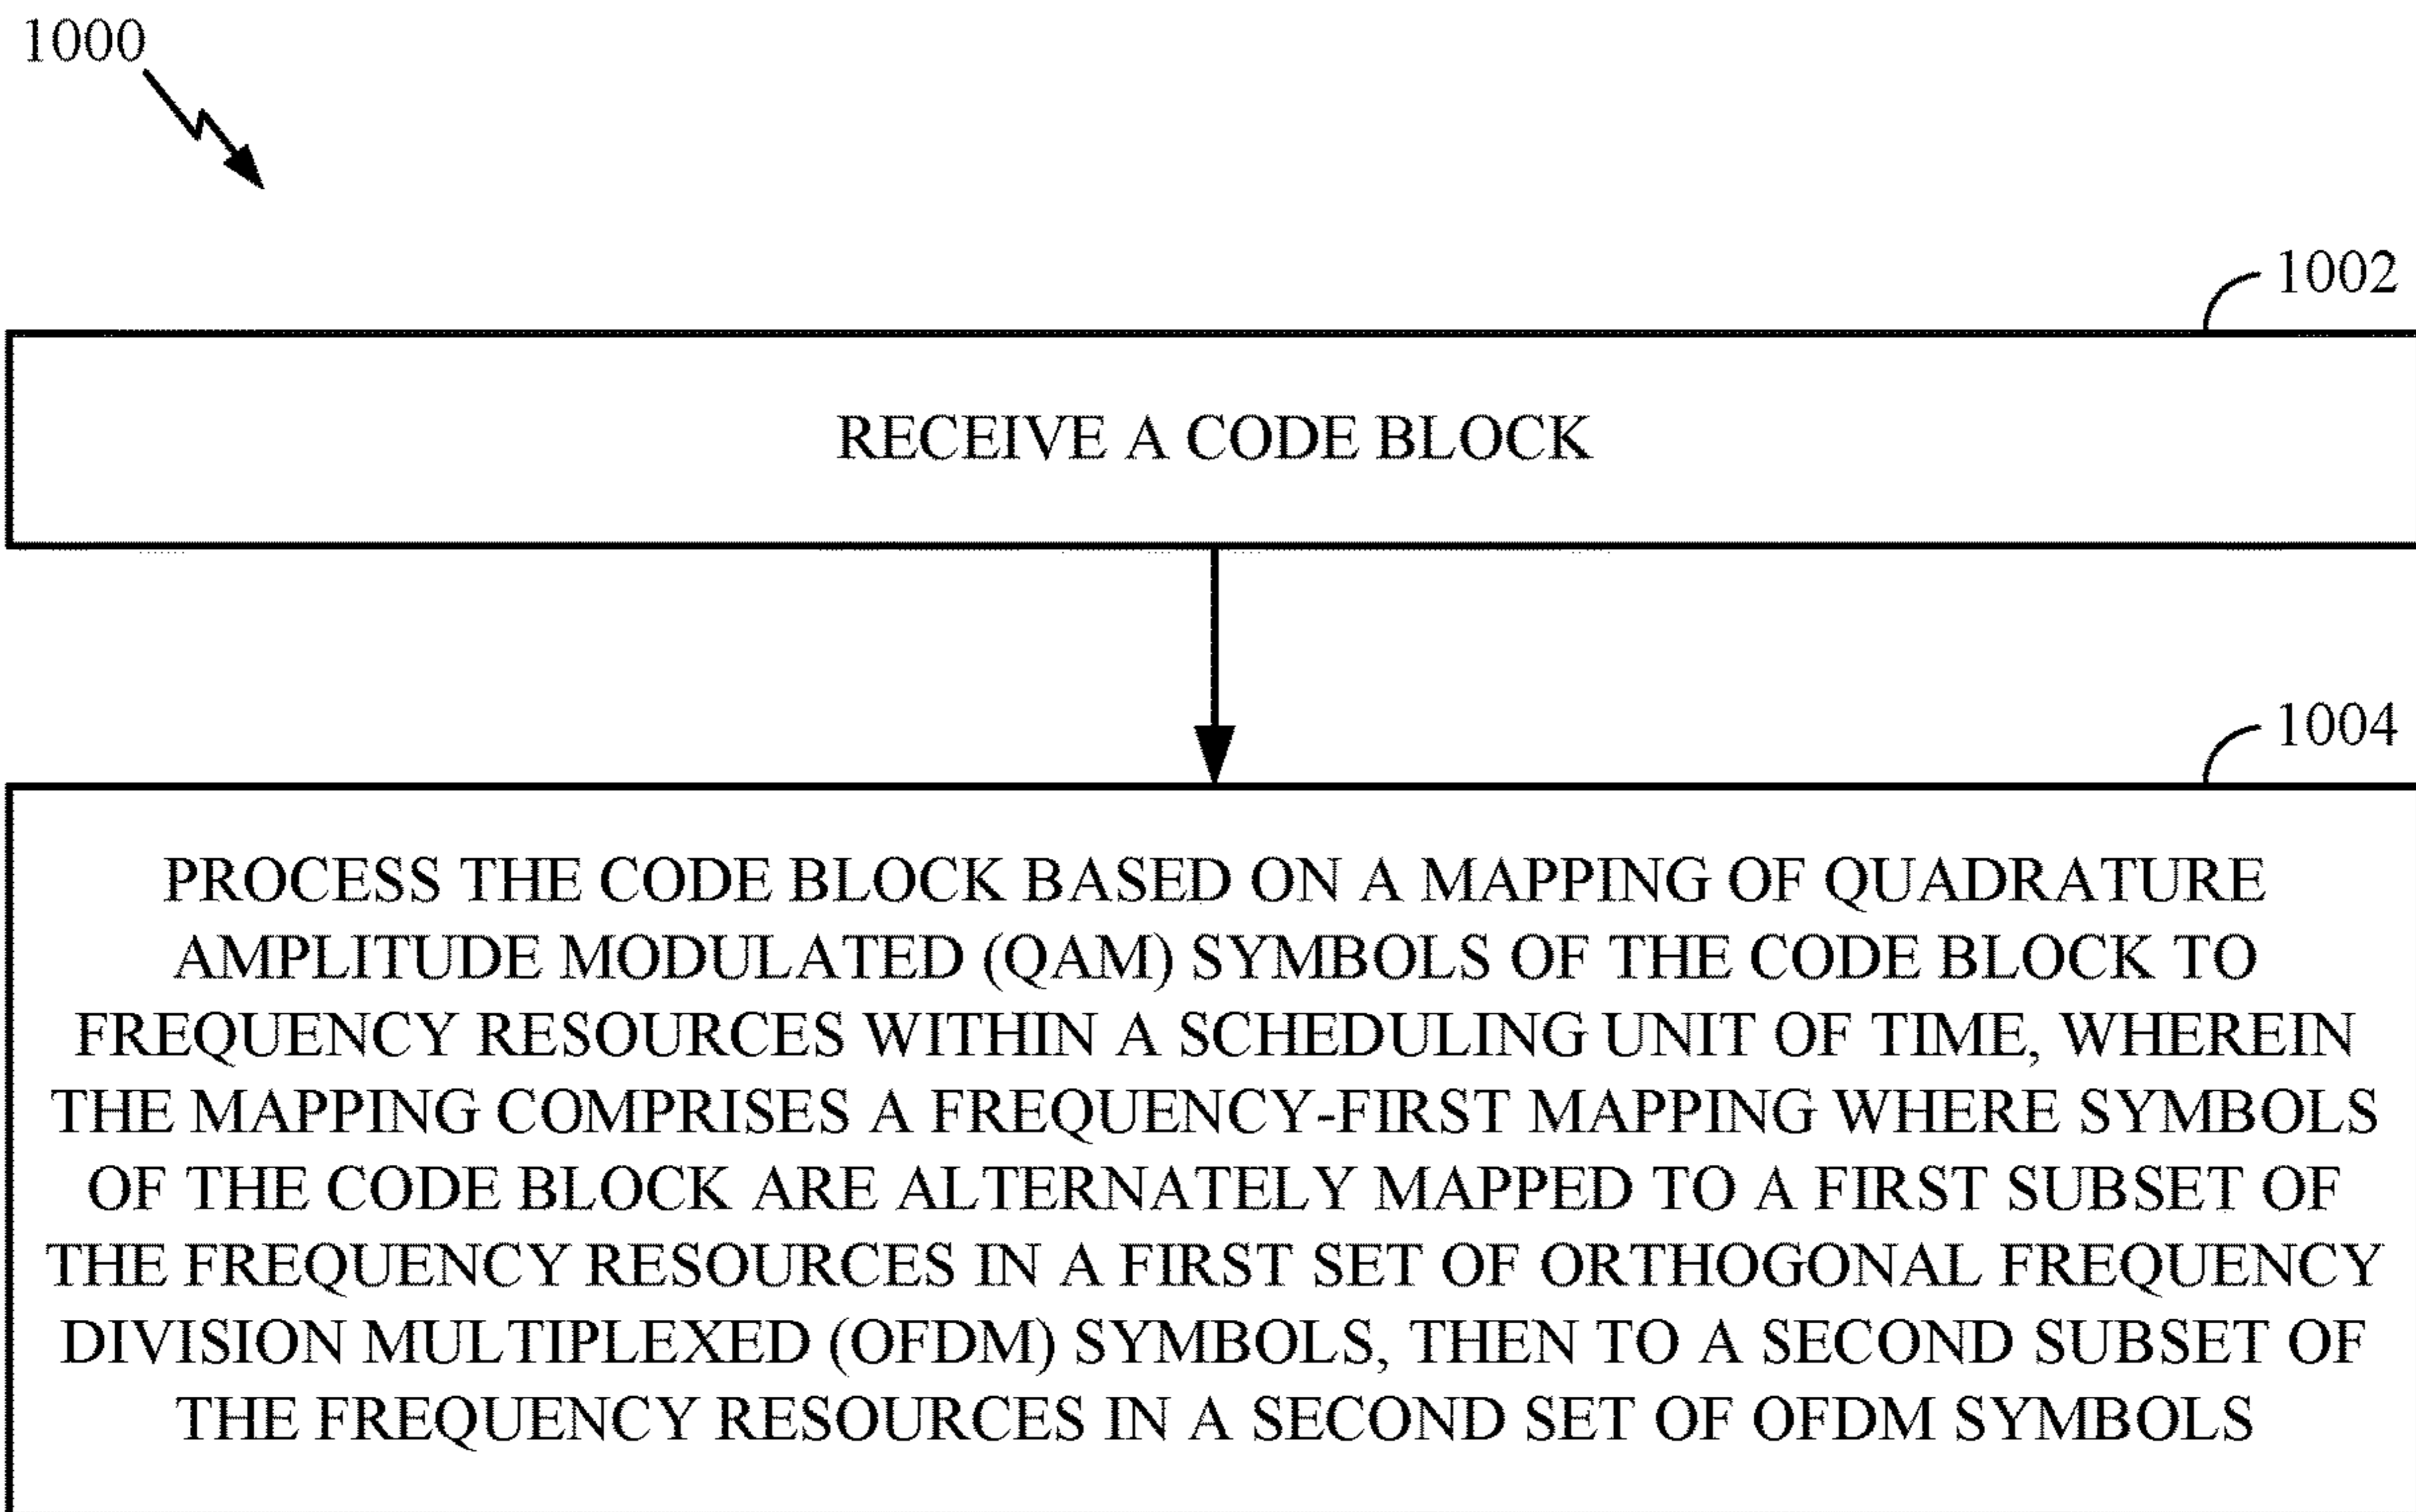 1000
1002
RECEIVE A CODE BLOCK
1004
PROCESS THE CODE BLOCK BASED ON A MAPPING OF QUADRATURE
AMPLITUDE MODULATED (QAM) SYMBOLS OF THE CODE BLOCK TO
FREQUENCY RESOURCES WITHIN A SCHEDULING UNIT OF TIME, WHEREIN
THE MAPPING COMPRISES A FREQUENCY-FIRST MAPPING WHERE SYMBOLS
OF THE CODE BLOCK ARE ALTERNATELY MAPPED TO A FIRST SUBSET OF
THE FREQUENCY RESOURCES IN A FIRST SET OF ORTHOGONAL FREQUENCY
DIVISION MULTIPLEXED (OFDM) SYMBOLS, THEN TO A SECOND SUBSET OF
THE FREQUENCY RESOURCES IN A SECOND SET OF OFDM SYMBOLS